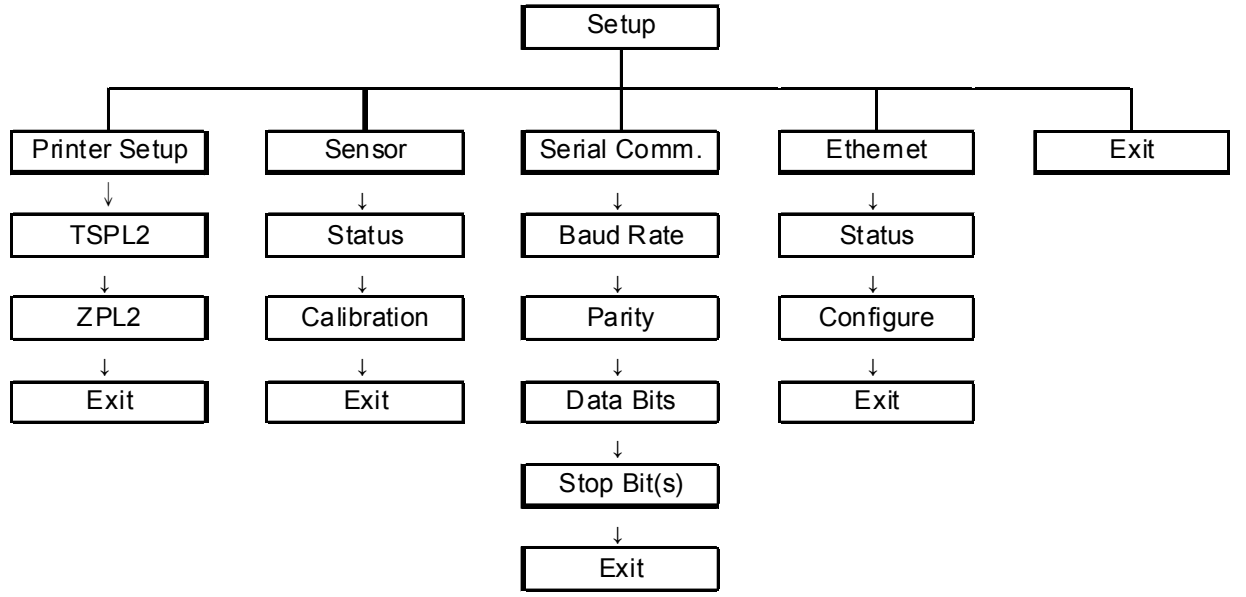 Setup
Printer Setup
Sensor
Serial Comm.
Ethernet
Exit
TSPL2
Status
Baud Rate
Status
ZPL2
Calibration
Parity
Configure
Exit
Exit
Data Bits
Exit
Stop Bit(s)
Exit